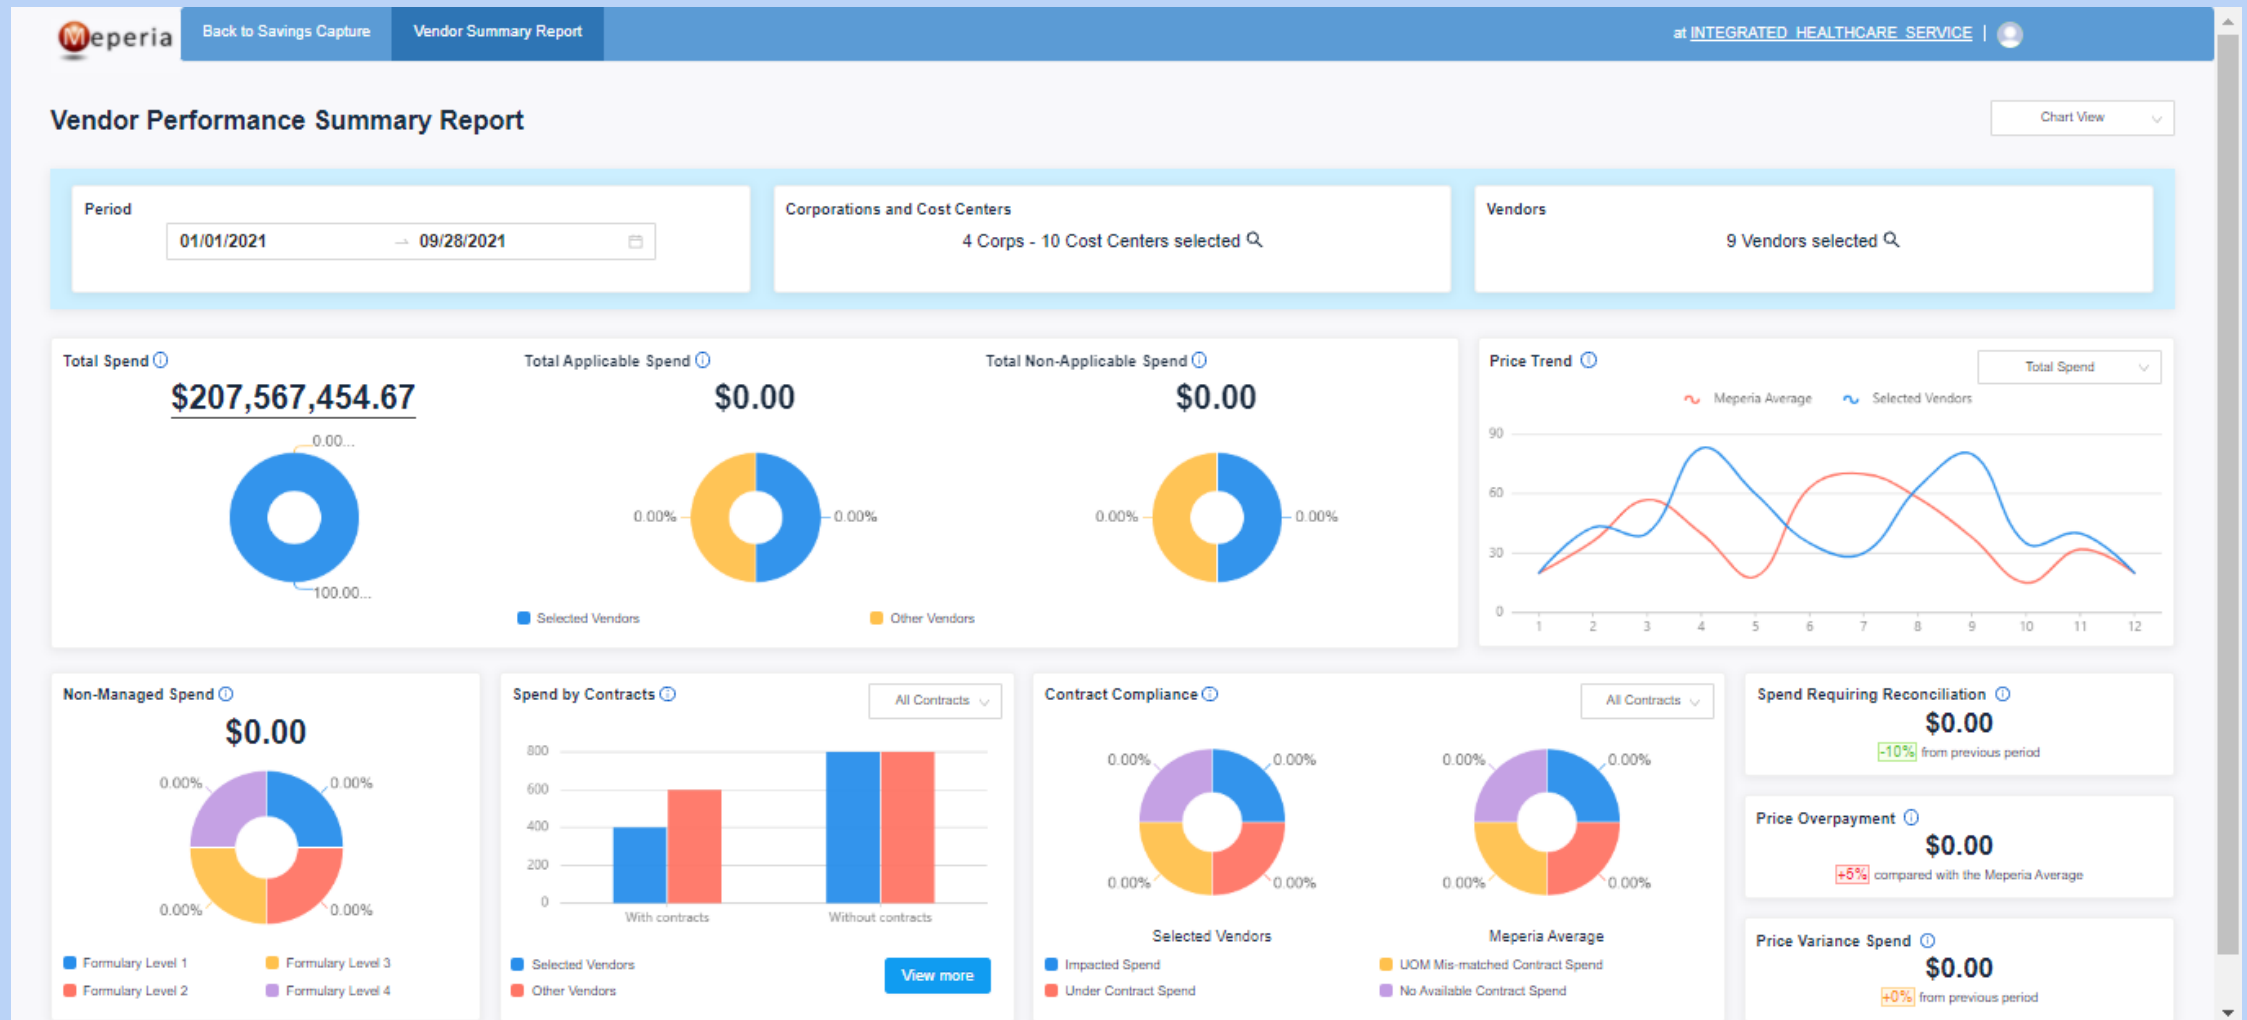 Meperia
Back to Savings Capture
Vendor Summary Report
at INTEGRATED_HEALTHCARE_SERVICE |
Vendor Performance Summary Report
Chart View
Period
01/01/2021 → 09/28/2021
Corporations and Cost Centers
4 Corps - 10 Cost Centers selected
Vendors
9 Vendors selected
Total Spend
$207,567,454.67
0.00...
100.00...
Total Applicable Spend
$0.00
0.00%
0.00%
Total Non-Applicable Spend
$0.00
0.00%
0.00%
Selected Vendors
Other Vendors
Price Trend
Total Spend
Meperia Average
Selected Vendors
90
60
30
0
1 2 3 4 5 6 7 8 9 10 11 12
Non-Managed Spend
$0.00
0.00% 0.00%
0.00% 0.00%
Formulary Level 1
Formulary Level 3
Formulary Level 2
Formulary Level 4
Spend by Contracts
All Contracts
800
600
400
200
0
With contracts
Without contracts
Selected Vendors
Other Vendors
View more
Contract Compliance
All Contracts
0.00% 0.00%
0.00% 0.00%
Selected Vendors
0.00% 0.00%
0.00% 0.00%
Meperia Average
Impacted Spend
UOM Mis-matched Contract Spend
Under Contract Spend
No Available Contract Spend
Spend Requiring Reconciliation
$0.00
-10% from previous period
Price Overpayment
$0.00
+5% compared with the Meperia Average
Price Variance Spend
$0.00
+0% from previous period